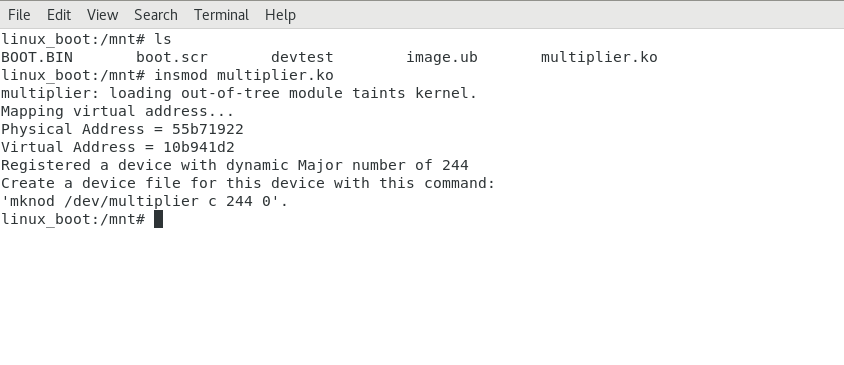 File Edit View Search Terminal Help
linux_boot:/mnt# ls
BOOT.BIN       boot.scr       devtest        image.ub       multiplier.ko
linux_boot:/mnt# insmod multiplier.ko
multiplier: loading out-of-tree module taints kernel.
Mapping virtual address...
Physical Address = 55b71922
Virtual Address = 10b941d2
Registered a device with dynamic Major number of 244
Create a device file for this device with this command:
'mknod /dev/multiplier c 244 0'.
linux_boot:/mnt#